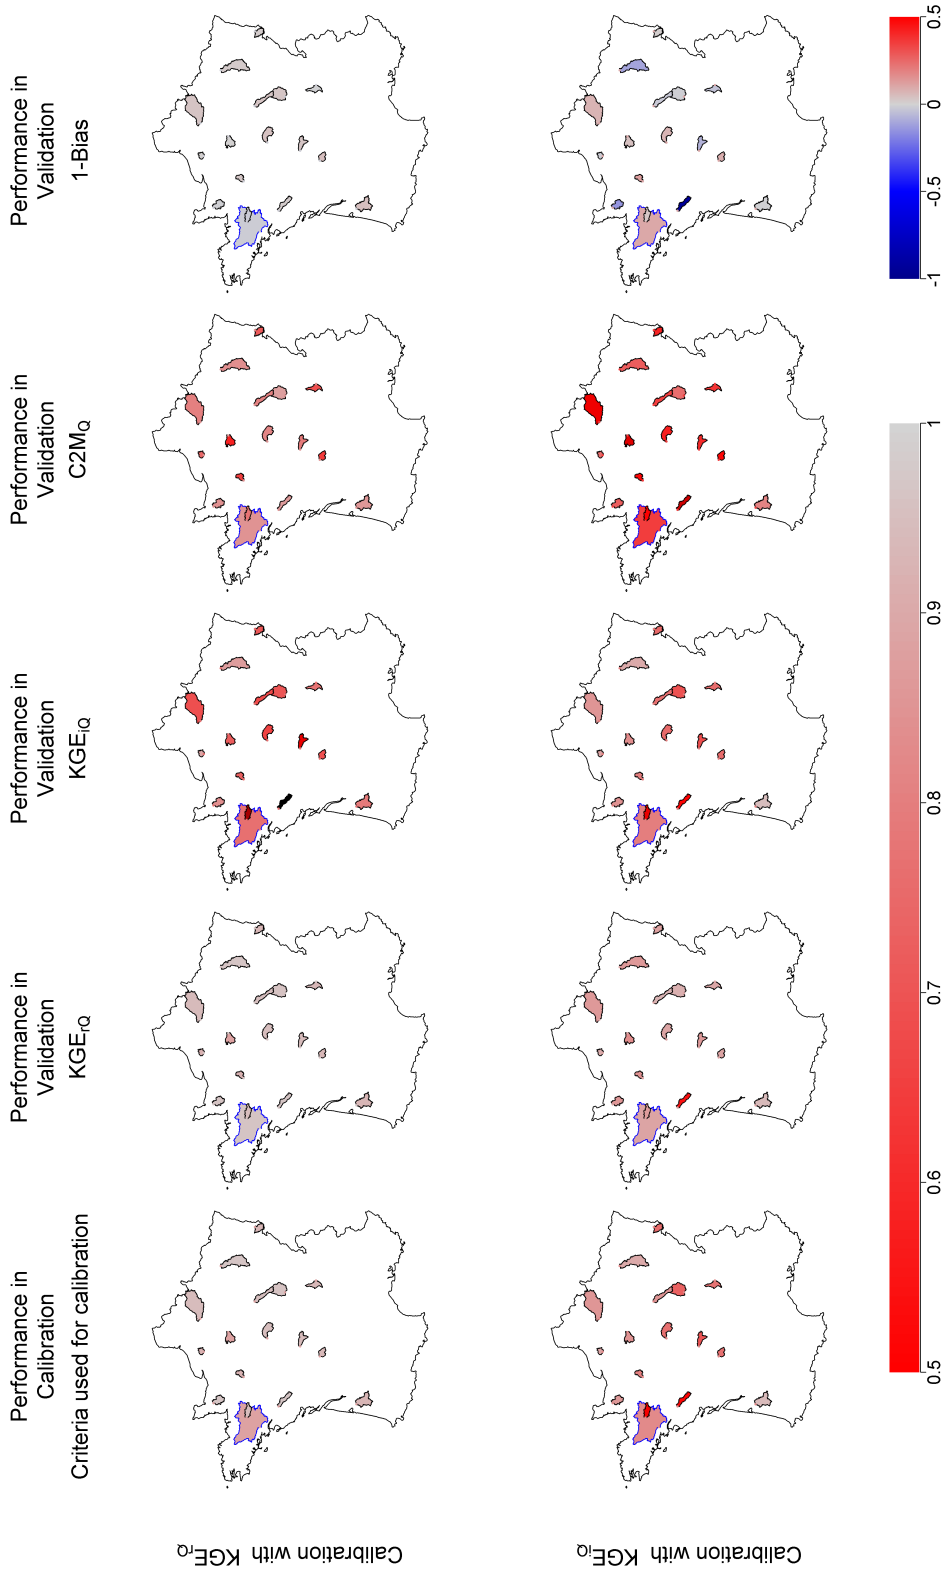 Performance in
Calibration
Criteria used for calibration
Performance in
Validation
KGErQ
Performance in
Validation
KGEiQ
Performance in
Validation
C2MQ
Performance in
Validation
1-Bias
Calibration with KGErQ
Calibration with KGEiQ
0.5
0.6
0.7
0.8
0.9
1
-1
-0.5
0
0.5